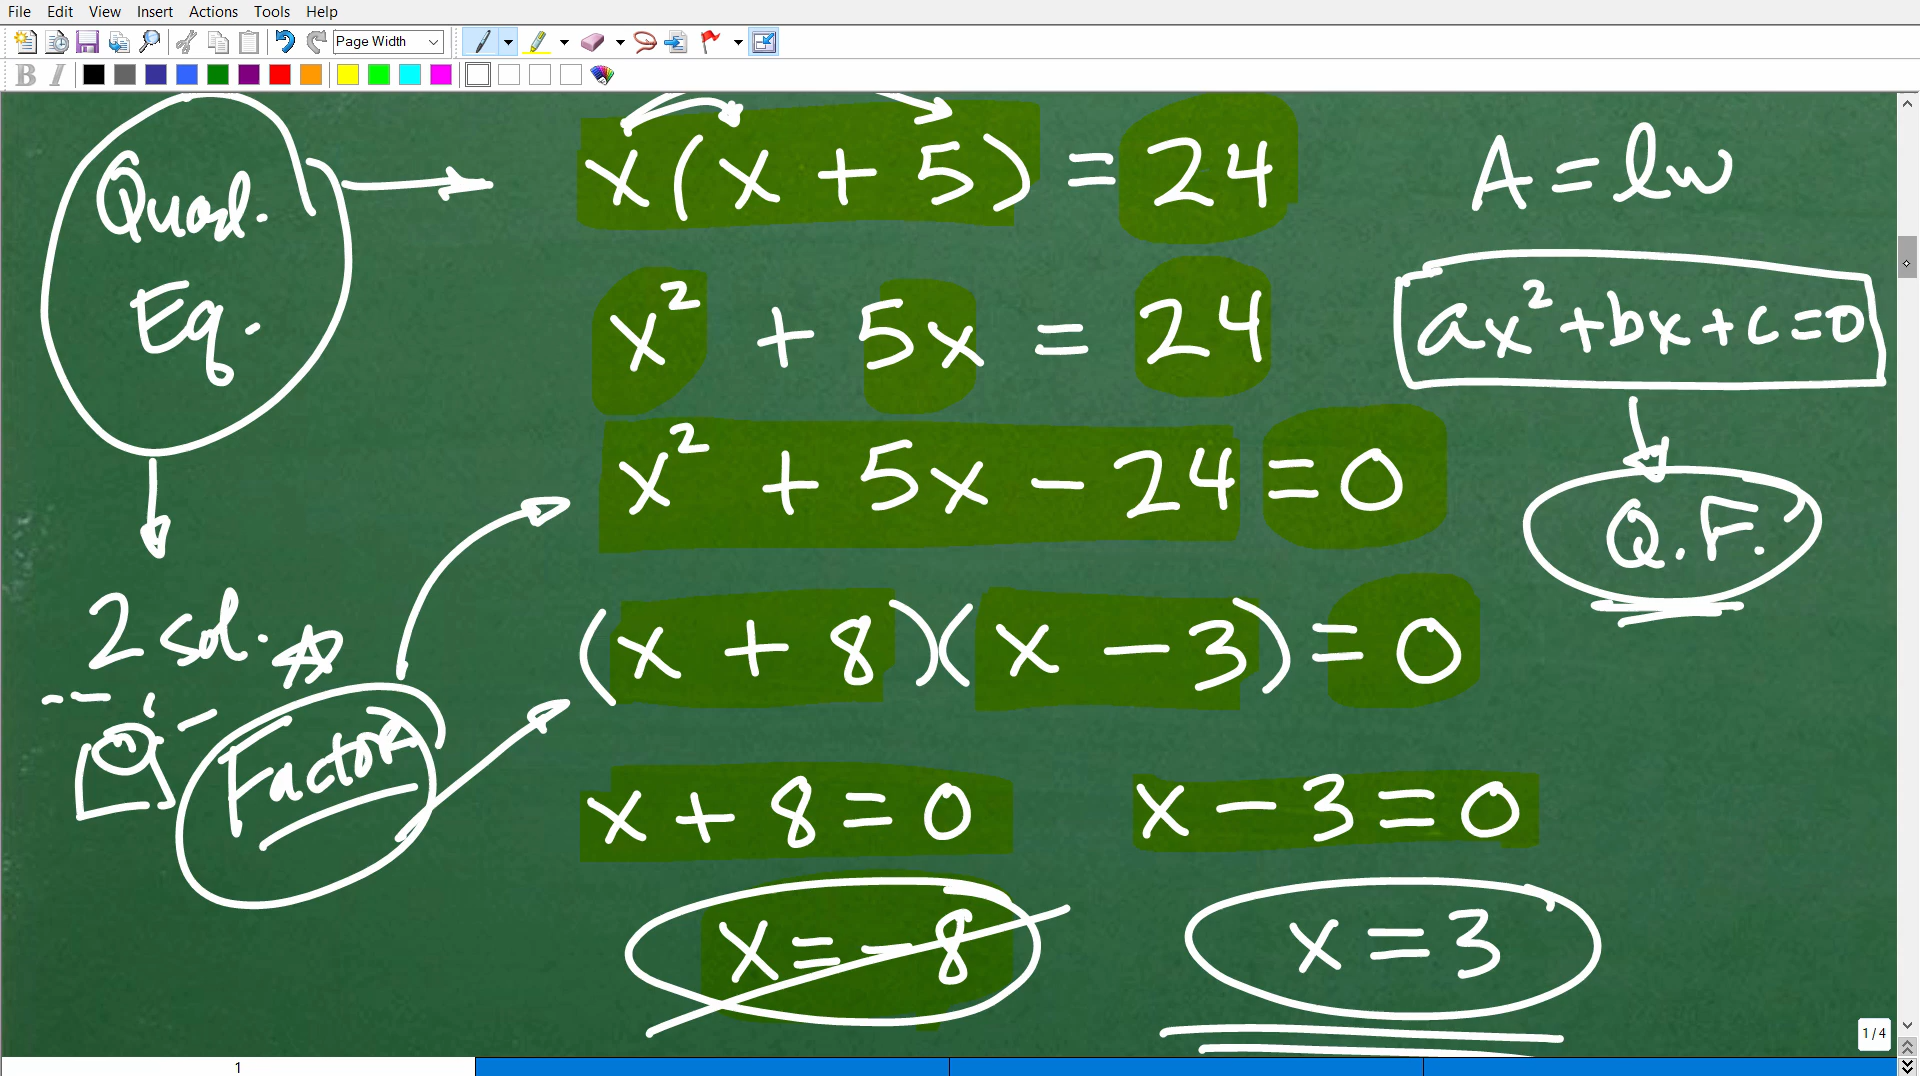 File Edit View Insert Actions Tools Help
Page Width
B I
Quad.
Eq.
2 sol.
Factor
x(x + 5) = 24
x² + 5x = 24
x² + 5x - 24 = 0
(x + 8)(x - 3) = 0
x + 8 = 0
x - 3 = 0
x = -8
x = 3
A = lw
ax² + bx + c = 0
Q.F.
1 / 4
1